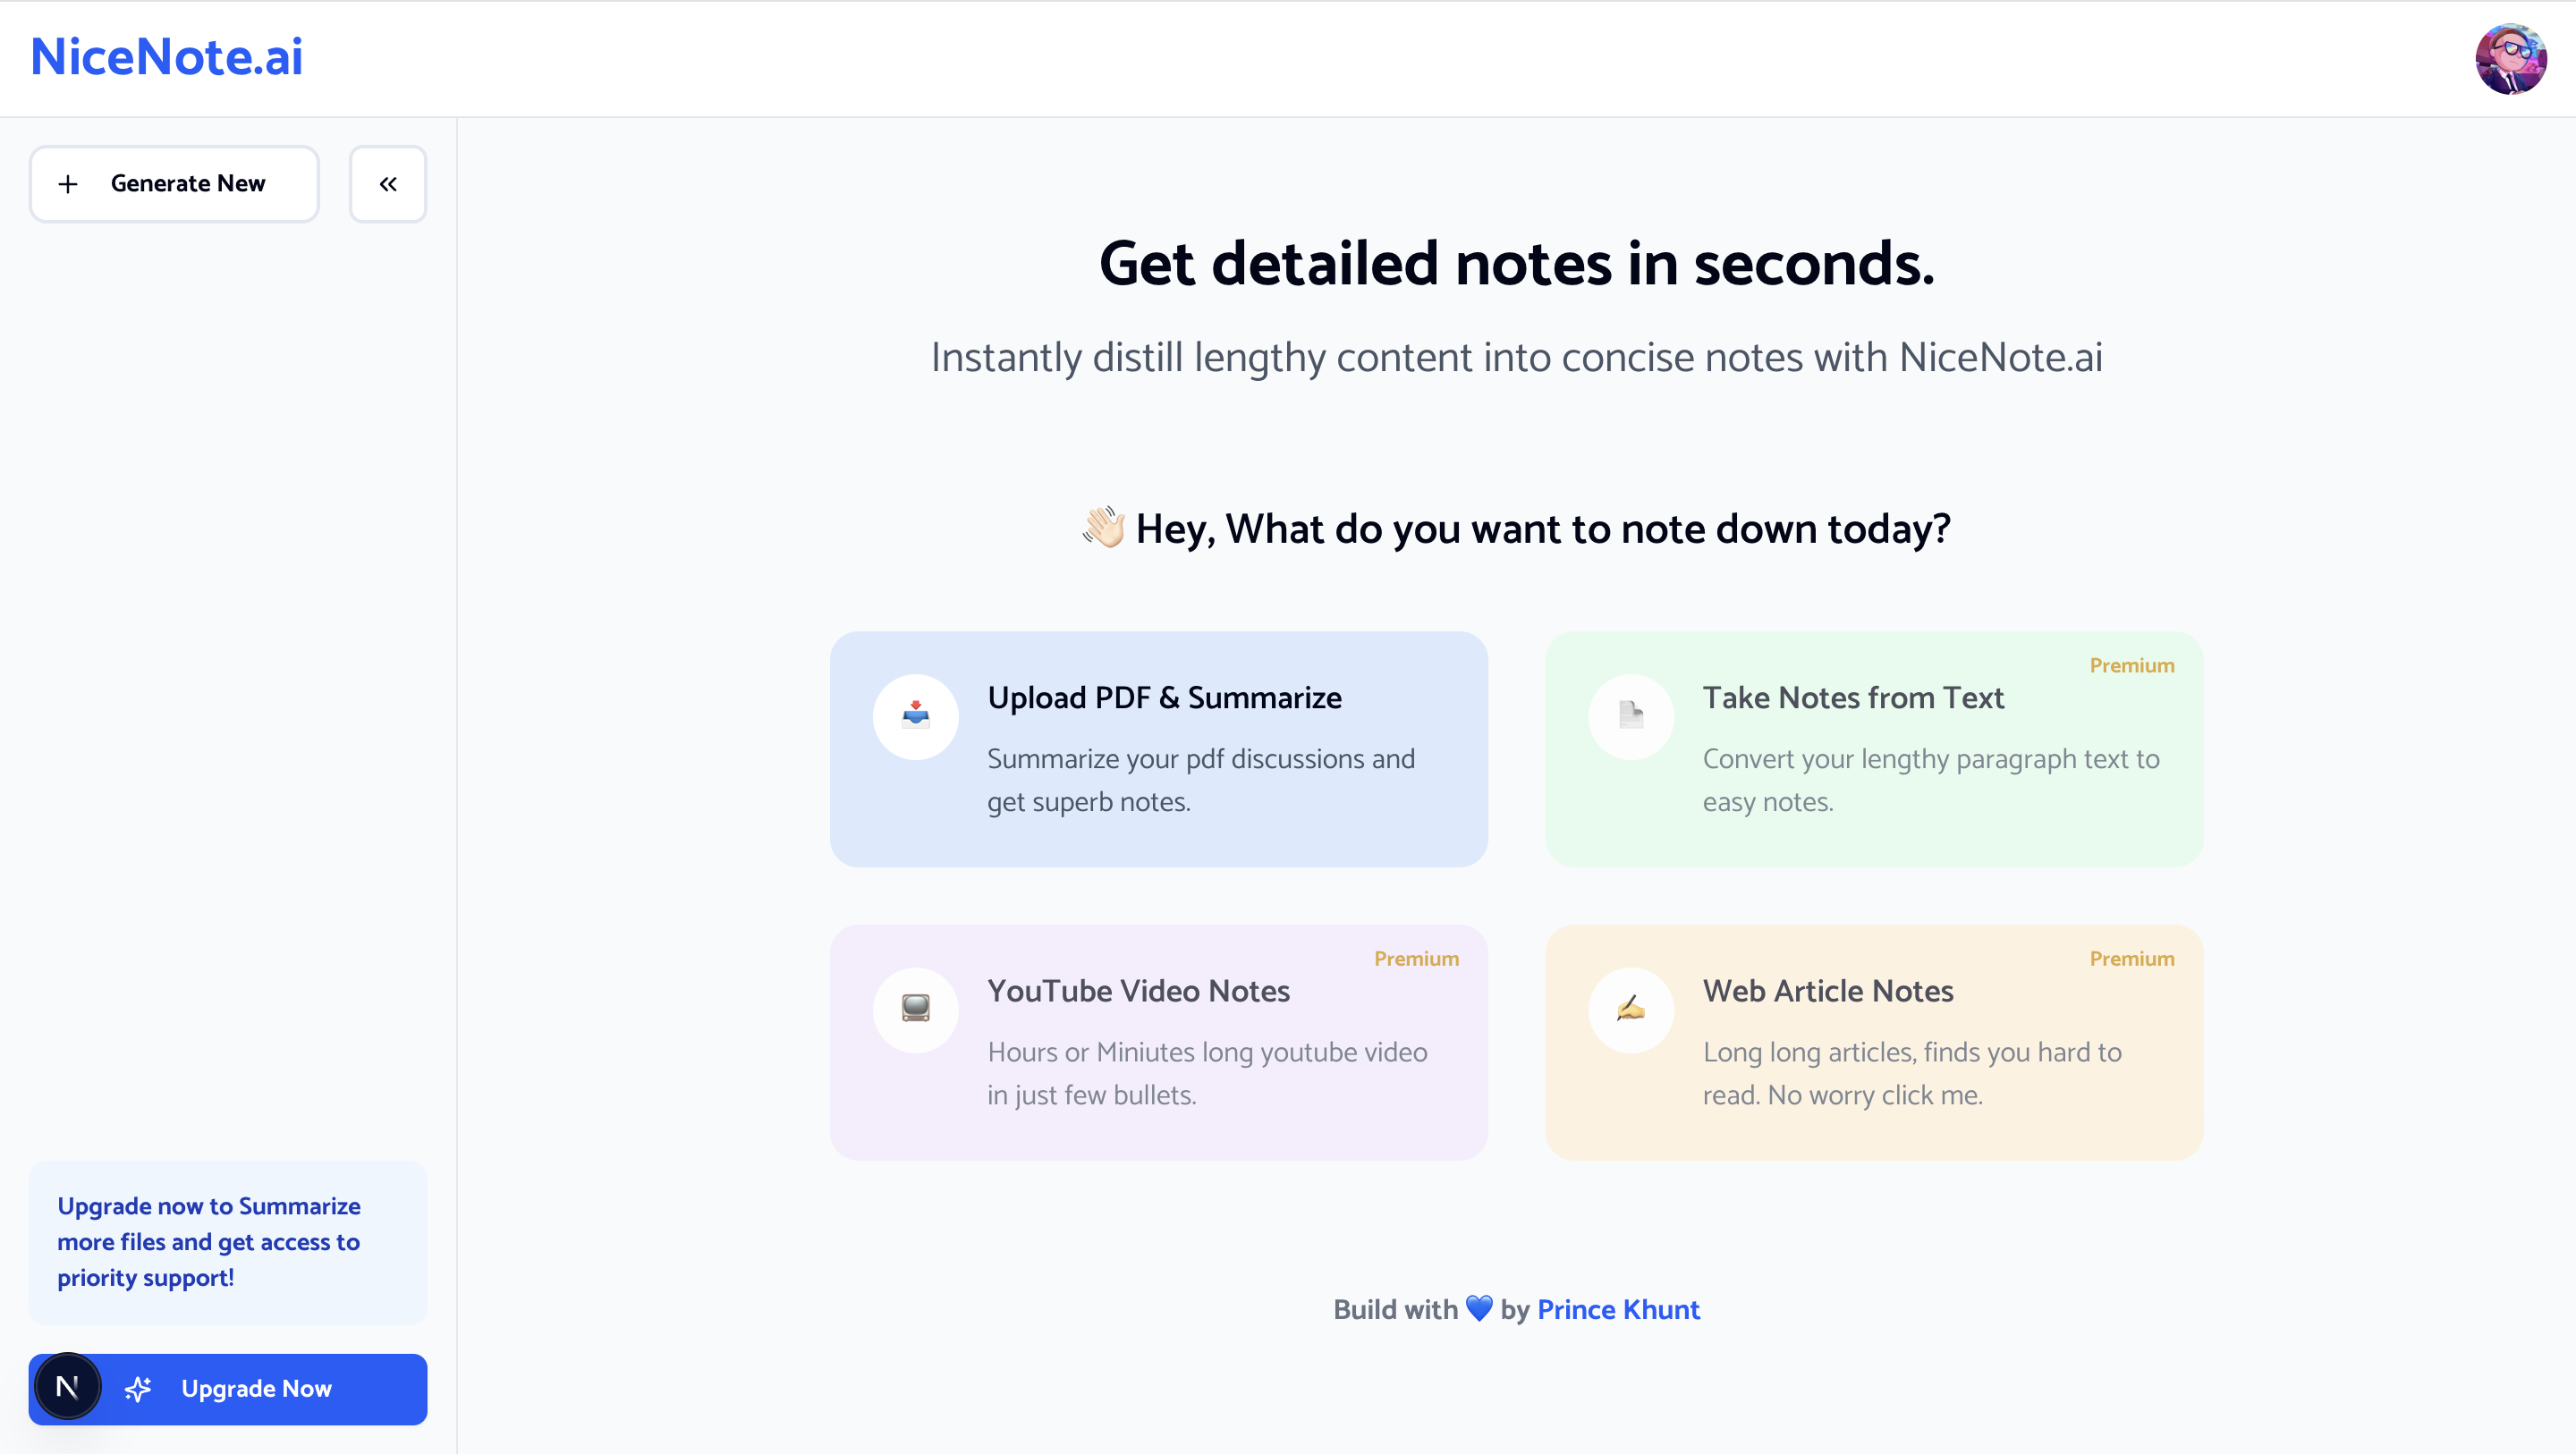 NiceNote.ai
+ Generate New
«
Get detailed notes in seconds.
Instantly distill lengthy content into concise notes with NiceNote.ai
👋🏻 Hey, What do you want to note down today?
Upload PDF & Summarize
Summarize your pdf discussions and
get superb notes.
Premium
Take Notes from Text
Convert your lengthy paragraph text to
easy notes.
Premium
YouTube Video Notes
Hours or Miniutes long youtube video
in just few bullets.
Premium
Web Article Notes
Long long articles, finds you hard to
read. No worry click me.
Upgrade now to Summarize
more files and get access to
priority support!
N
Upgrade Now
Build with 💙 by Prince Khunt